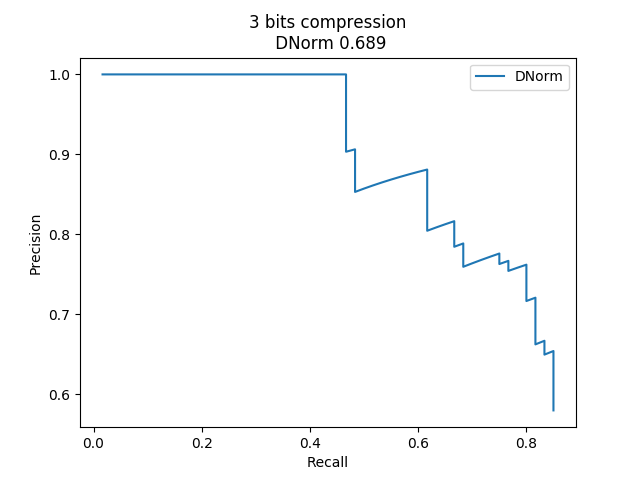 3 bits compression
DNorm 0.689
DNorm
1.0
0.9
0.8
0.7
0.6
Precision
0.0 0.2 0.4 0.6 0.8
Recall